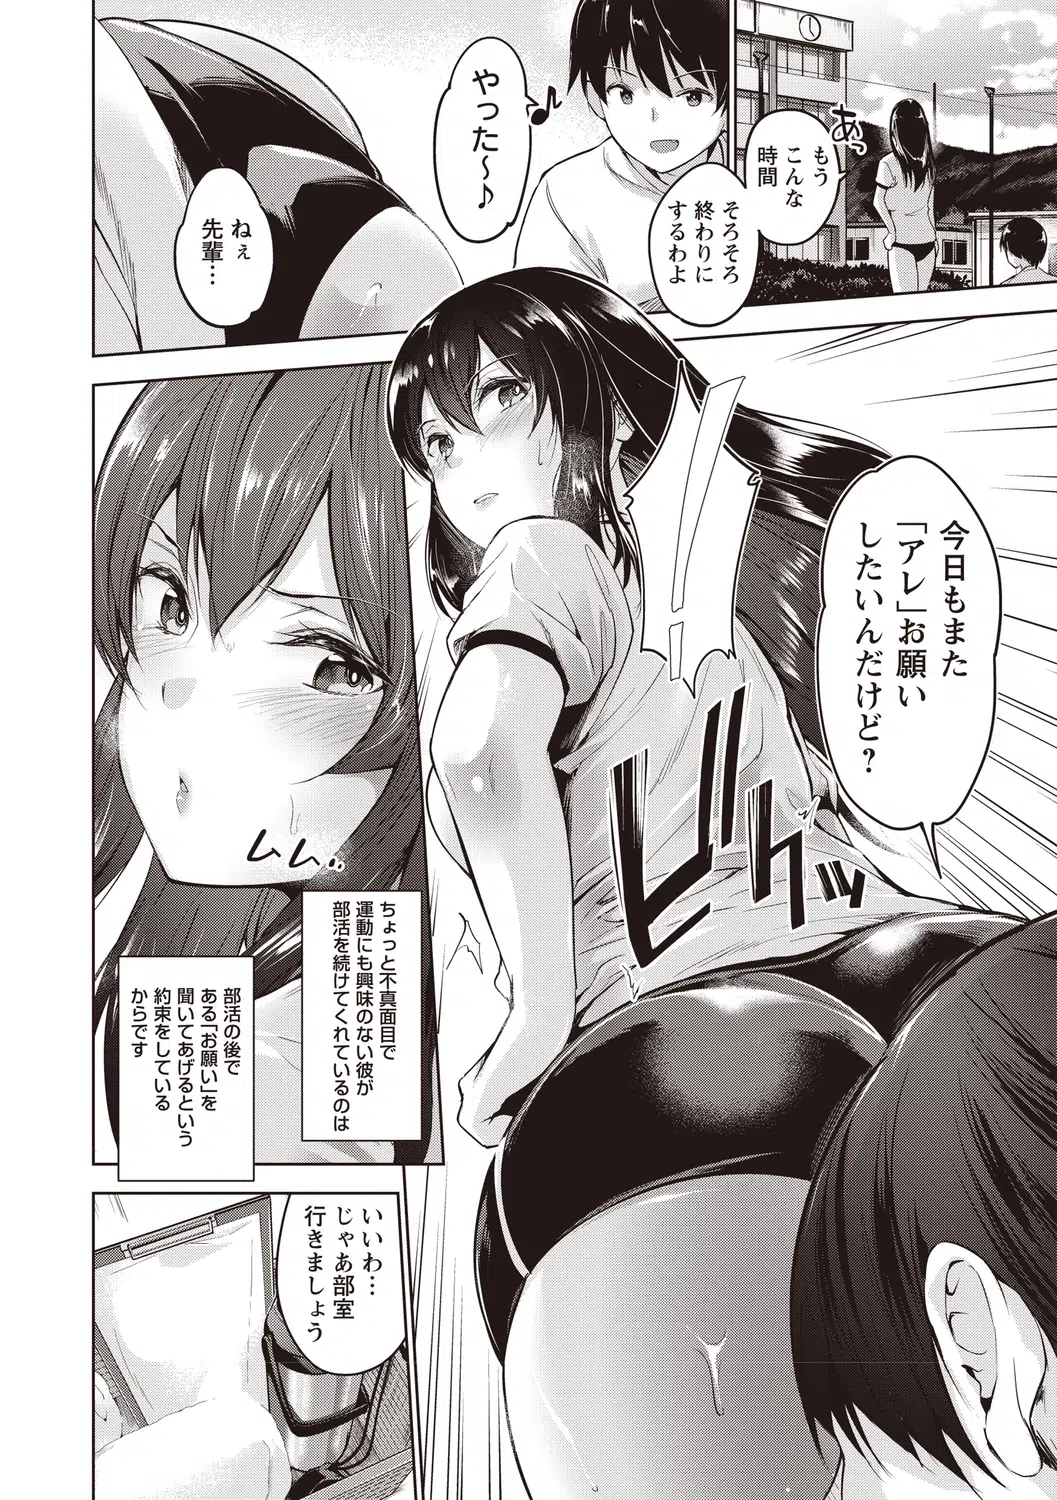 あっ
もう
こんな
時間
そろそろ
終わりに
するわよ
やった～♪
ねぇ
先輩…
今日もまた
「アレ」お願い
したいんだけど？
ビクッ
ムム…
ちょっと不真面目で
運動にも興味のない彼が
部活を続けてくれているのは
部活の後で
ある「お願い」を
聞いてあげるという
約束をしている
からです
いいわ…
じゃあ部室
行きましょう